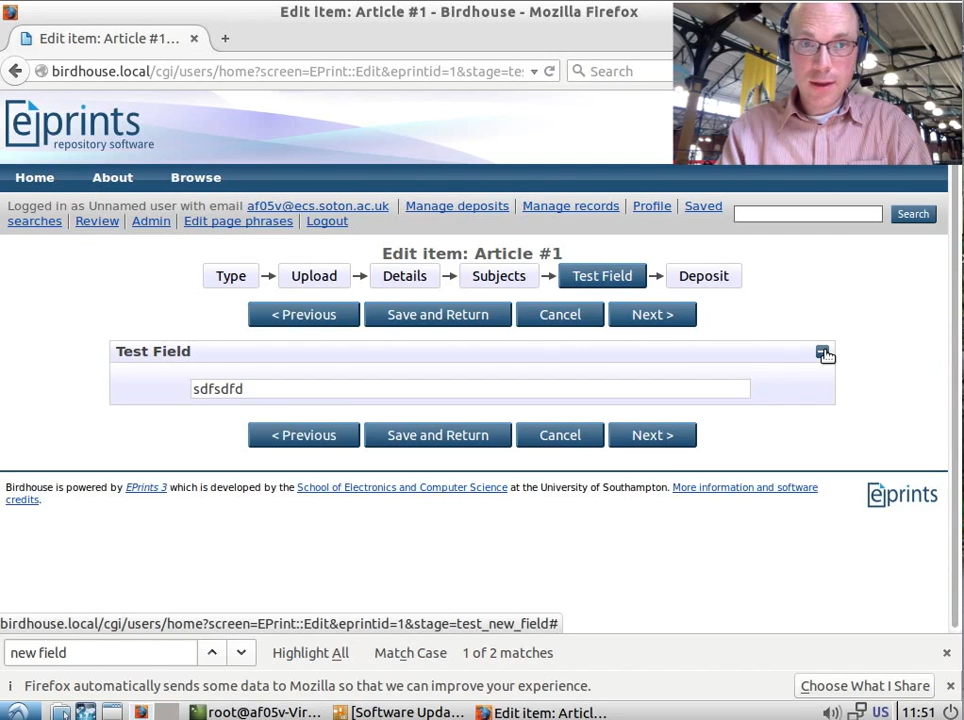 Edit item: Article #1 - Birdhouse - Mozilla Firefox
Edit item: Article #1... × +
birdhouse.local/cgi/users/home?screen=EPrint::Edit&eprintid=1&stage=te: Search
eprints
repository software
Home About Browse
Logged in as Unnamed user with email af05v@ecs.soton.ac.uk Manage deposits Manage records Profile Saved
searches Review Admin Edit page phrases Logout Search
Edit item: Article #1
Type Upload Details Subjects Test Field Deposit
< Previous Save and Return Cancel Next >
Test Field
sdfsdfd
< Previous Save and Return Cancel Next >
Birdhouse is powered by EPrints 3 which is developed by the School of Electronics and Computer Science at the University of Southampton. More information and software
credits.
eprints
birdhouse.local/cgi/users/home?screen=EPrint::Edit&eprintid=1&stage=test_new_field#
new field Highlight All Match Case 1 of 2 matches ×
i Firefox automatically sends some data to Mozilla so that we can improve your experience. Choose What I Share ×
root@af05v-Vir... [Software Upda... Edit item: Articl... US 11:51